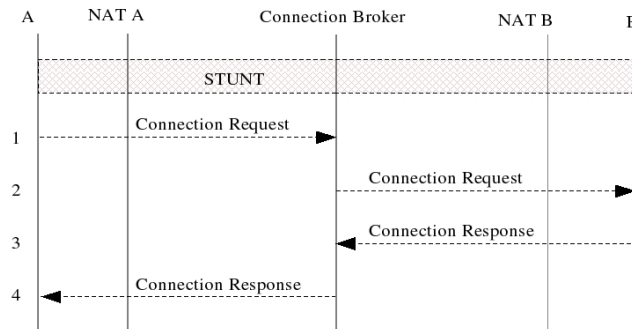 A NAT A Connection Broker NAT B
STUNT
Connection Request
1
Connection Request
2
Connection Response
3
Connection Response
4